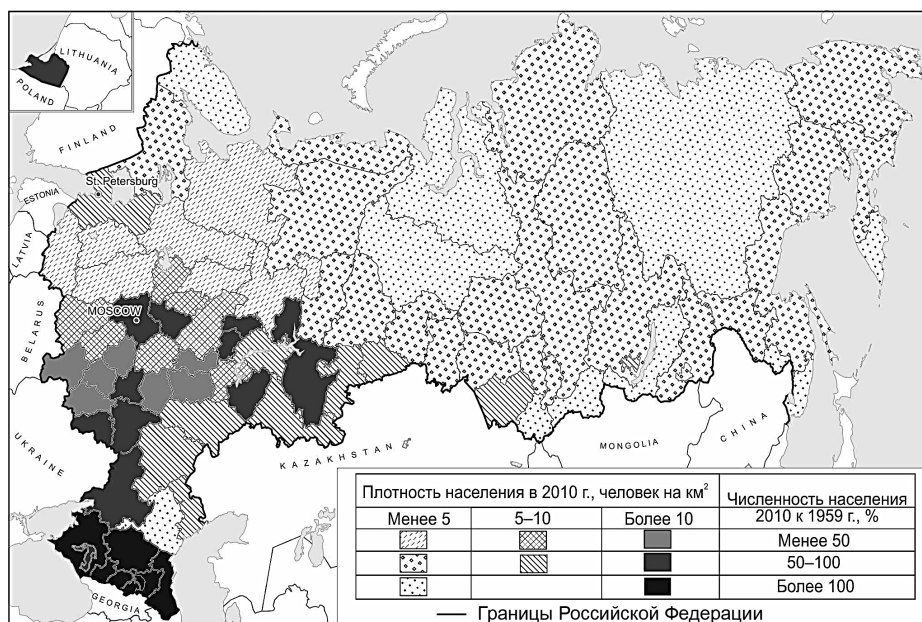 LITHUANIA
POLAND
FINLAND
St. Petersburg
ESTONIA
LATVIA
MOSCOW
BELARUS
UKRAINE
KAZAKHSTAN
MONGOLIA
CHINA
GEORGIA
Плотность населения в 2010 г., человек на км²
Численность населения
2010 к 1959 г., %
Менее 5
5–10
Более 10
Менее 50
50–100
Более 100
Границы Российской Федерации